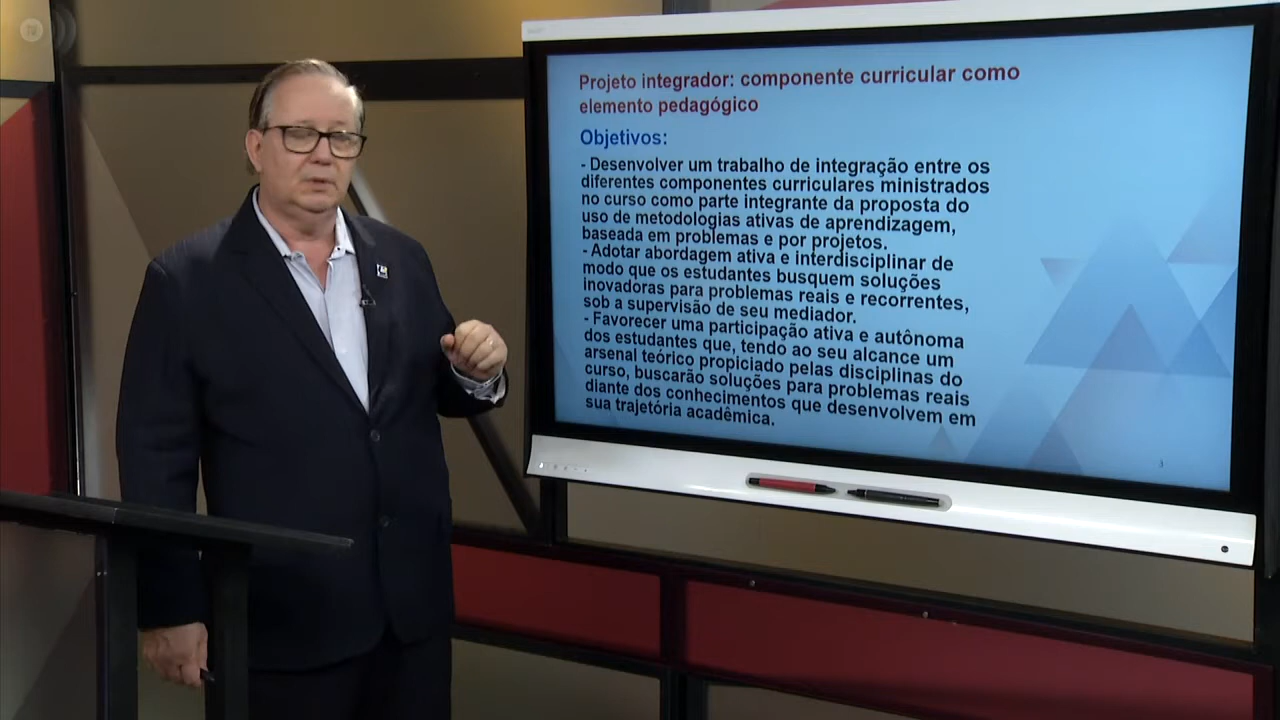 Projeto integrador: componente curricular como
elemento pedagógico
Objetivos:
- Desenvolver um trabalho de integração entre os
diferentes componentes curriculares ministrados
no curso como parte integrante da proposta do
uso de metodologias ativas de aprendizagem,
baseada em problemas e por projetos.
- Adotar abordagem ativa e interdisciplinar de
modo que os estudantes busquem soluções
inovadoras para problemas reais e recorrentes,
sob a supervisão de seu mediador.
- Favorecer uma participação ativa e autônoma
dos estudantes que, tendo ao seu alcance um
arsenal teórico propiciado pelas disciplinas do
curso, buscarão soluções para problemas reais
diante dos conhecimentos que desenvolvem em
sua trajetória acadêmica.
3